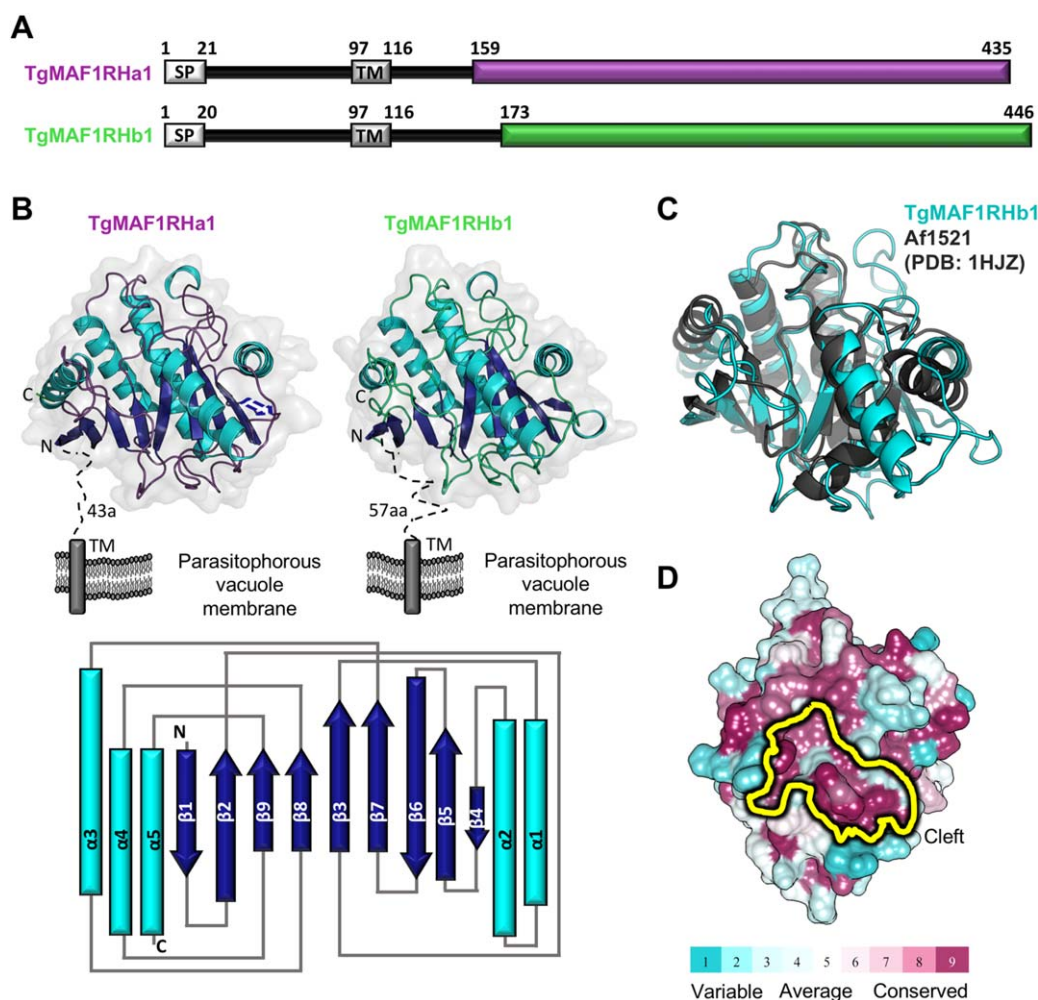 A
1 21 97 116 159 435
TgMAF1RHa1 SP TM
1 20 97 116 173 446
TgMAF1RHb1 SP TM
B
TgMAF1RHa1
TgMAF1RHb1
C
N
43a
TM
Parasitophorous
vacuole
membrane
C
N
57aa
TM
Parasitophorous
vacuole
membrane
N
α3 α4 α5 β1 β2 β9 β8 β3 β7 β6 β5 β4 α2 α1
C
C
TgMAF1RHb1
Af1521
(PDB: 1HJZ)
D
Cleft
1 2 3 4 5 6 7 8 9
Variable Average Conserved